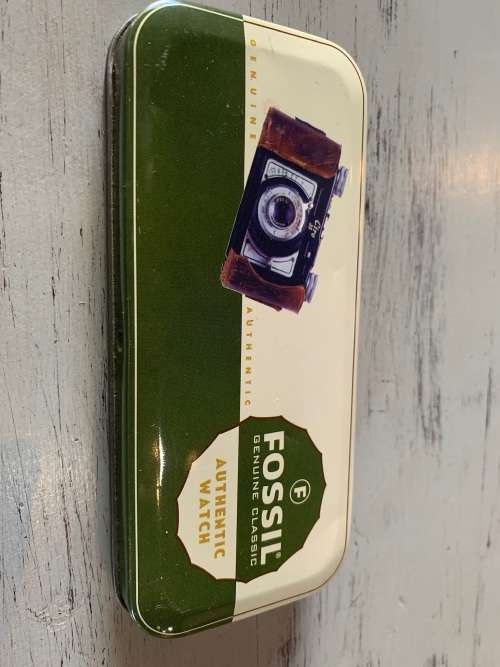 GENUINE
AUTHENTIC
F
FOSSIL®
GENUINE CLASSIC
AUTHENTIC
WATCH